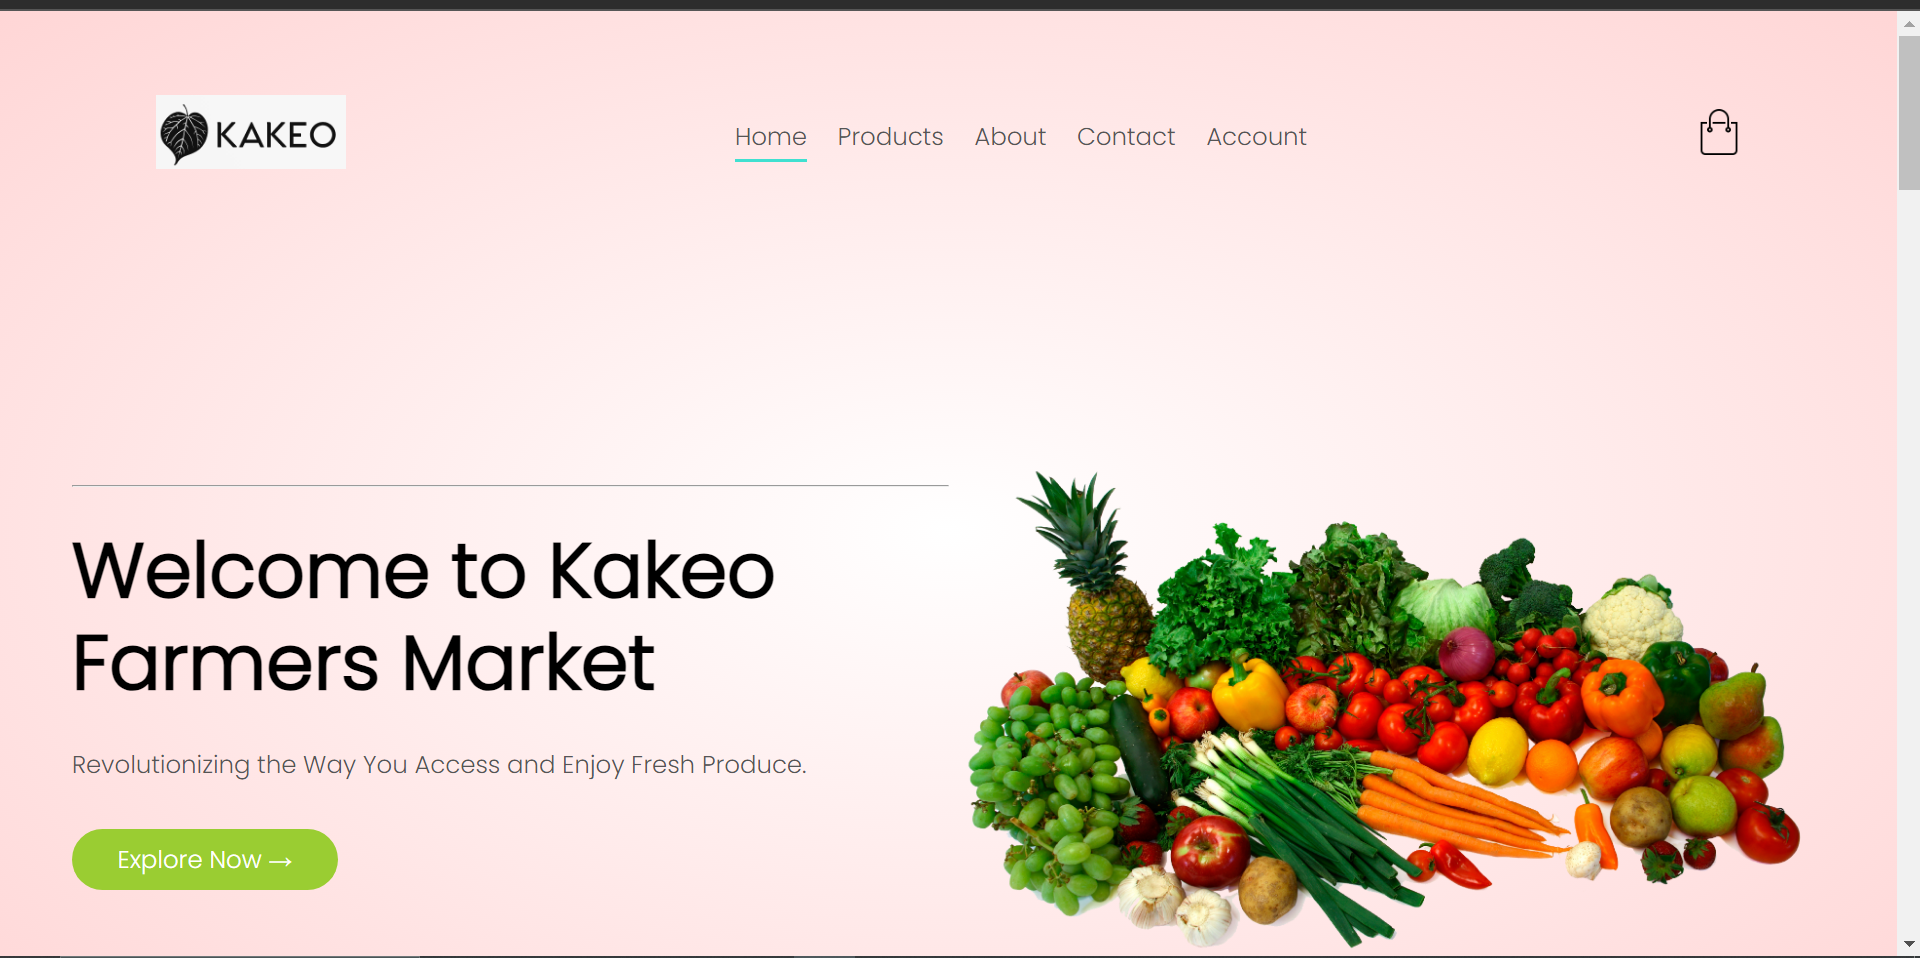 KAKEO
Home Products About Contact Account
Welcome to Kakeo
Farmers Market
Revolutionizing the Way You Access and Enjoy Fresh Produce.
Explore Now →